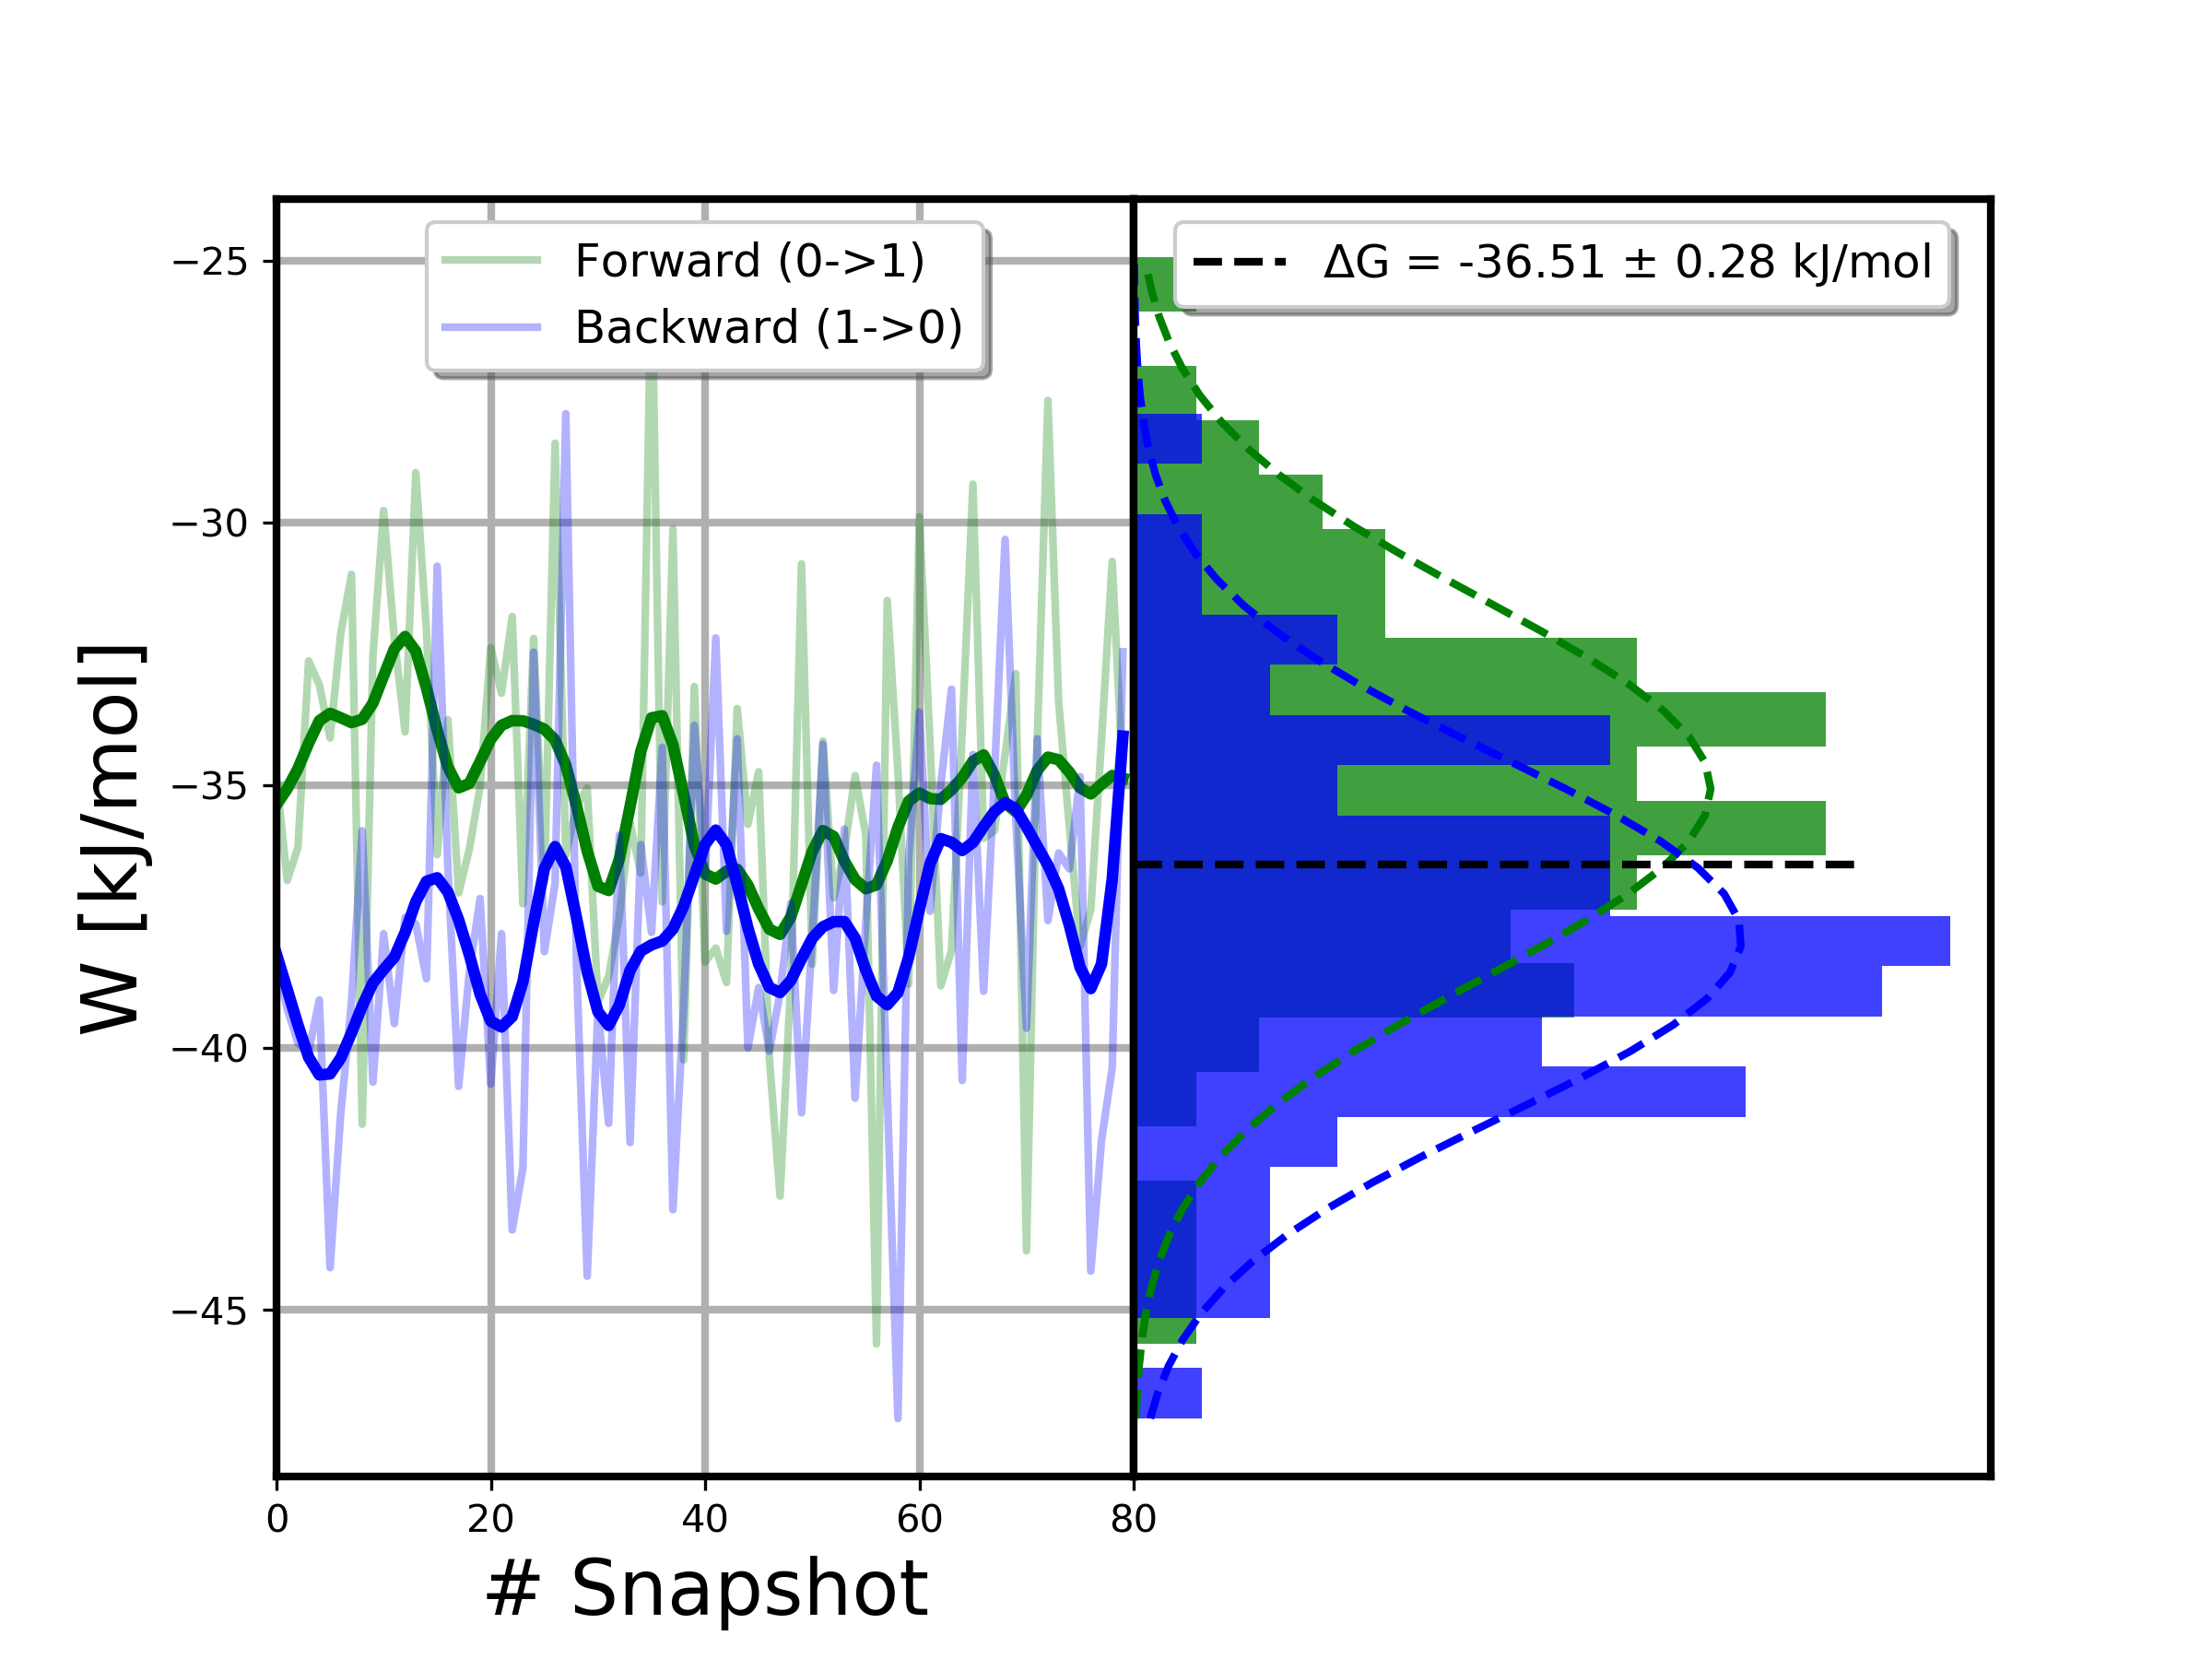 W [kJ/mol]
−25
−30
−35
−40
−45
Forward (0->1)
Backward (1->0)
ΔG = -36.51 ± 0.28 kJ/mol
0 20 40 60 80
# Snapshot